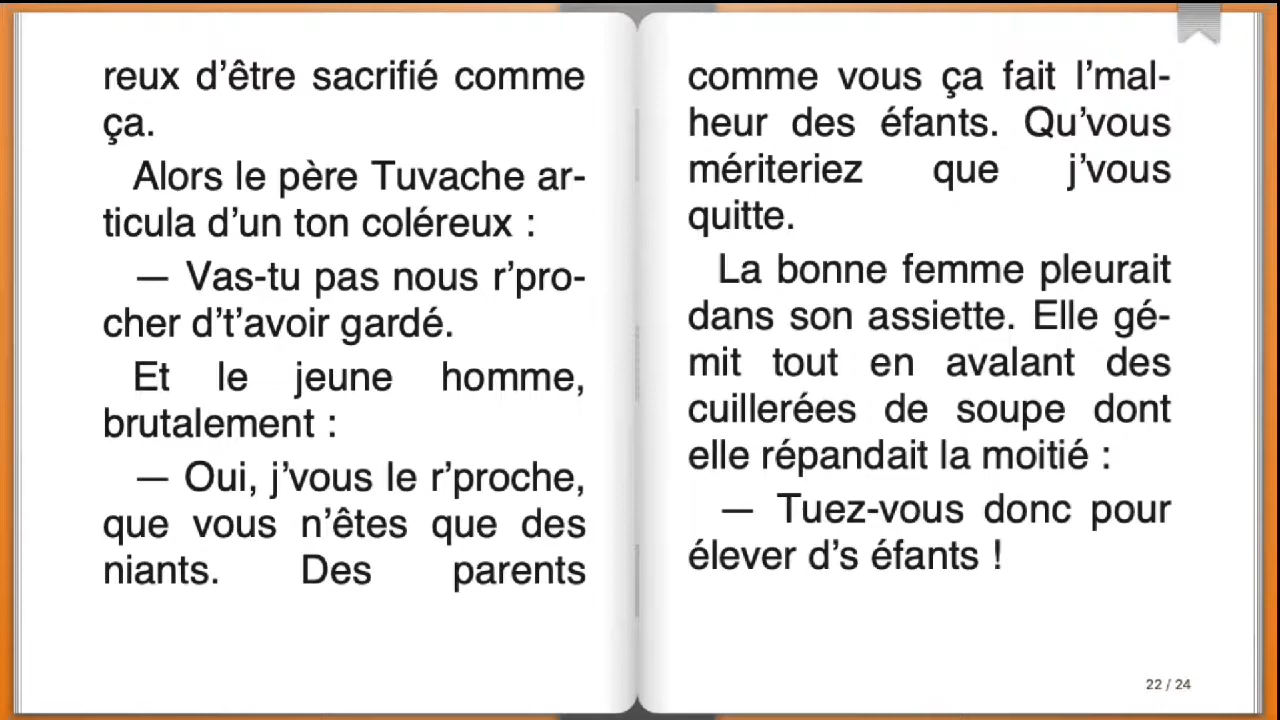 reux d’être sacrifié comme
ça.
Alors le père Tuvache ar-
ticula d’un ton coléreux :
— Vas-tu pas nous r’pro-
cher d’t’avoir gardé.
Et le jeune homme,
brutalement :
— Oui, j’vous le r’proche,
que vous n’êtes que des
niants. Des parents
comme vous ça fait l’mal-
heur des éfants. Qu’vous
mériteriez que j’vous
quitte.
La bonne femme pleurait
dans son assiette. Elle gé-
mit tout en avalant des
cuillerées de soupe dont
elle répandait la moitié :
— Tuez-vous donc pour
élever d’s éfants !
22 / 24